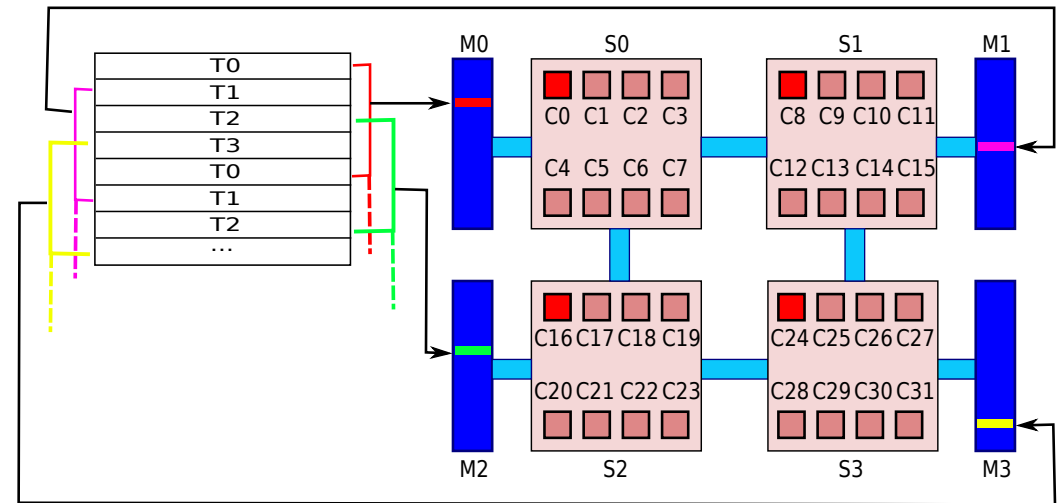 M0 S0 S1 M1
T0
T1
T2
T3
T0
T1
T2
...
C0 C1 C2 C3
C4 C5 C6 C7
C8 C9 C10 C11
C12 C13 C14 C15
C16 C17 C18 C19
C20 C21 C22 C23
C24 C25 C26 C27
C28 C29 C30 C31
M2 S2 S3 M3